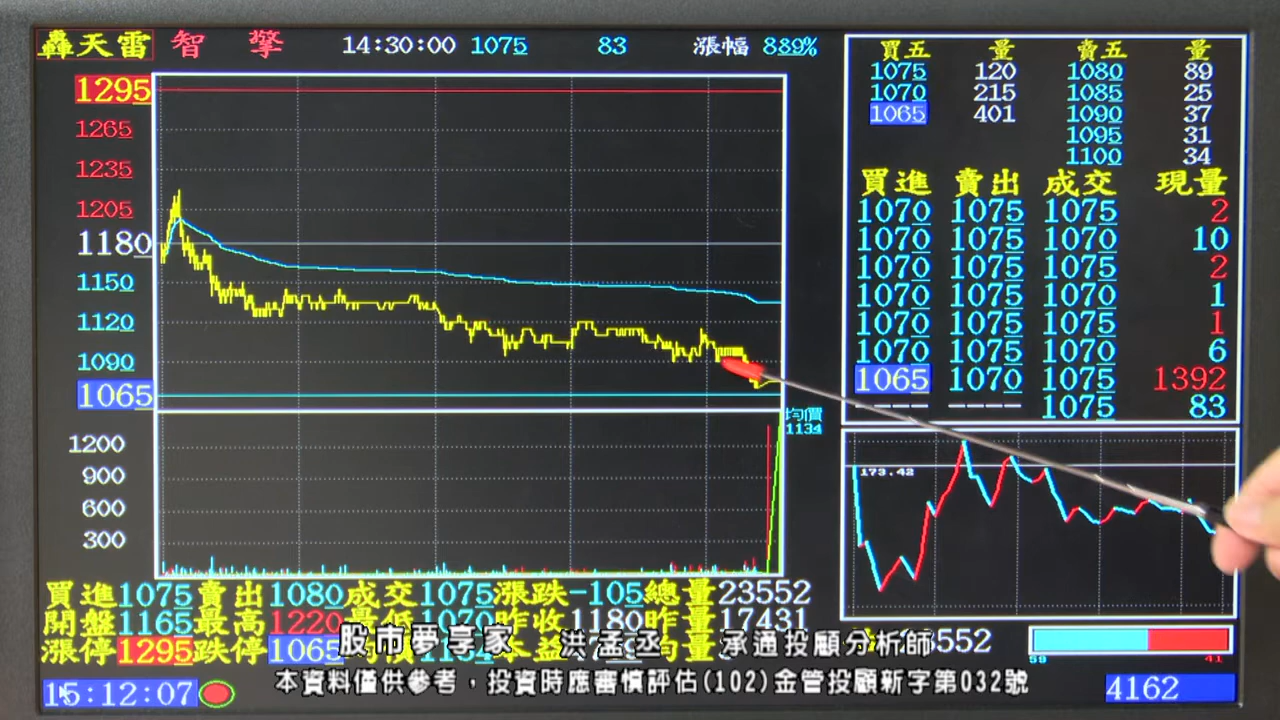 轟天雷 智 擎 14:30:00 1075 83 漲幅 889%
1295
1265
1235
1205
1180
1150
1120
1090
1065
均價
1134
1200
900
600
300
買五 量 賣五 量
1075 120 1080 89
1070 215 1085 25
1065 401 1090 37
1095 31
1100 34
買進 賣出 成交 現量
1070 1075 1075 2
1070 1075 1070 10
1070 1075 1075 2
1070 1075 1070 1
1070 1075 1075 1
1070 1075 1070 6
1065 1070 1075 1392
---- ---- 1075 83
173.42
買進1075賣出1080成交1075漲跌-105總量23552
開盤1165最高1220最低1070昨收1180昨量17431
漲停1295跌停1065
股市夢享家 洪孟丞 承通投顧分析師
59 41
本資料僅供參考，投資時應審慎評估(102)金管投顧新字第032號
15:12:07 4162